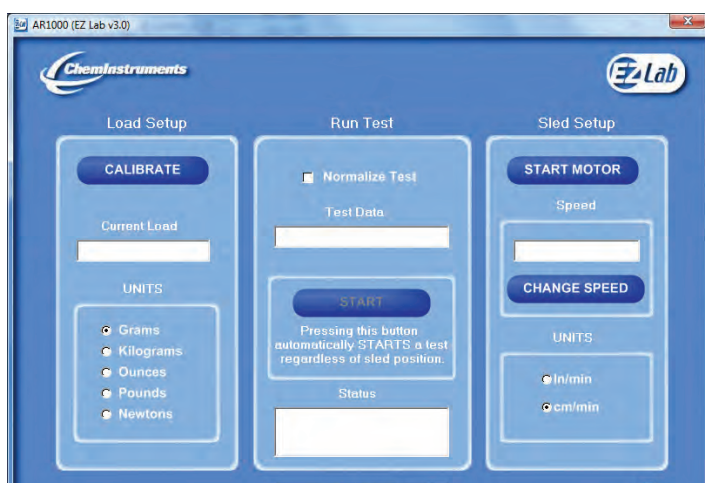 AR1000 (EZ Lab v3.0)
ChemInstruments
EZ Lab
Load Setup
CALIBRATE
Current Load
UNITS
Grams
Kilograms
Ounces
Pounds
Newtons
Run Test
Normalize Test
Test Data
START
Pressing this button
automatically STARTS a test
regardless of sled position.
Status
Sled Setup
START MOTOR
Speed
CHANGE SPEED
UNITS
In/min
cm/min